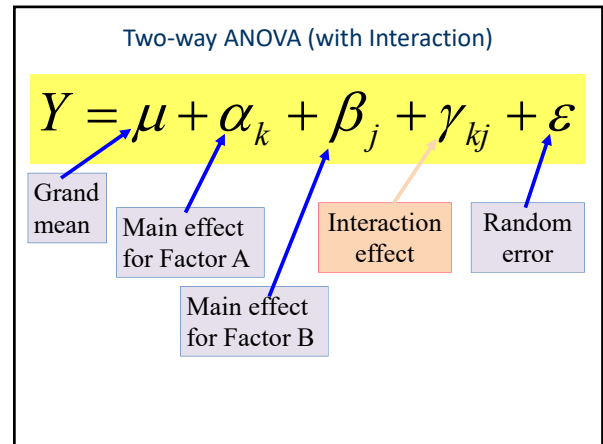 Two-way ANOVA (with Interaction)
Y = μ + α_k + β_j + γ_kj + ε
Grand
mean
Main effect
for Factor A
Main effect
for Factor B
Interaction
effect
Random
error